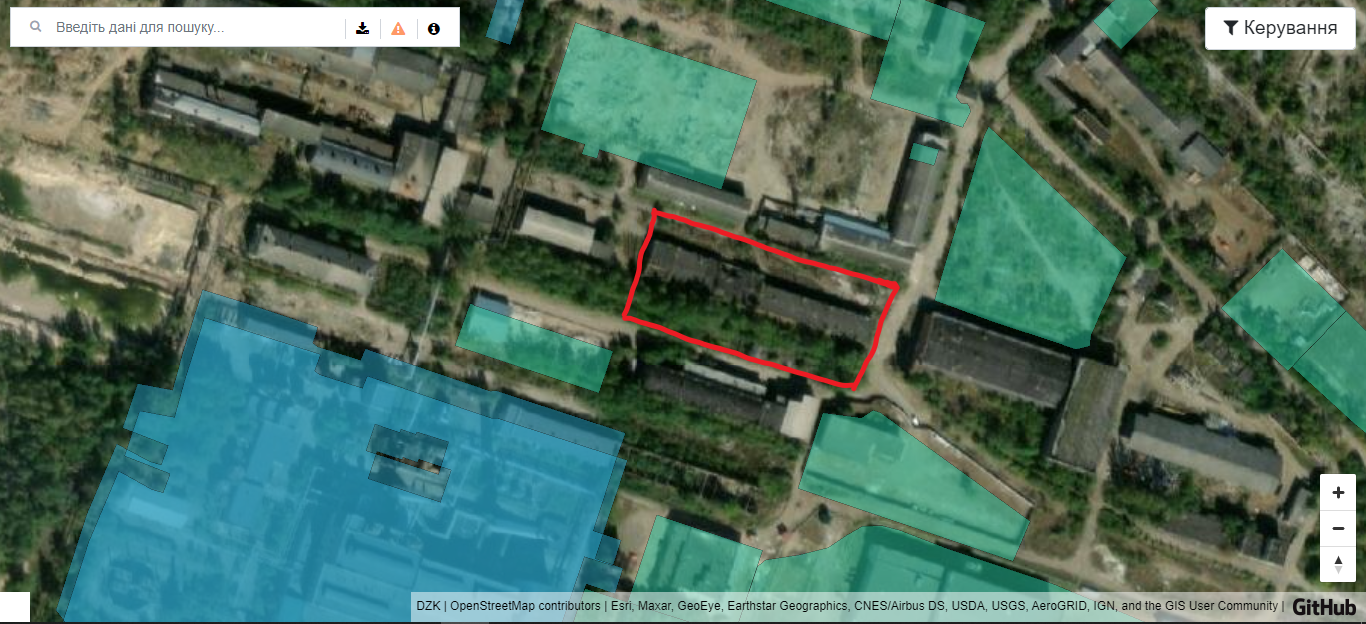 Введіть дані для пошуку...
Керування
DZK | OpenStreetMap contributors | Esri, Maxar, GeoEye, Earthstar Geographics, CNES/Airbus DS, USDA, USGS, AeroGRID, IGN, and the GIS User Community |
GitHub